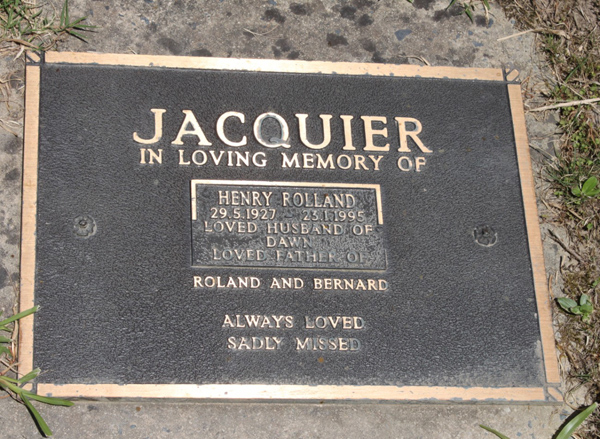 JACQUIER
IN LOVING MEMORY OF
HENRY ROLLAND
29.5.1927 23.1.1995
LOVED HUSBAND OF
DAWN
LOVED FATHER OF
ROLAND AND BERNARD
ALWAYS LOVED
SADLY MISSED